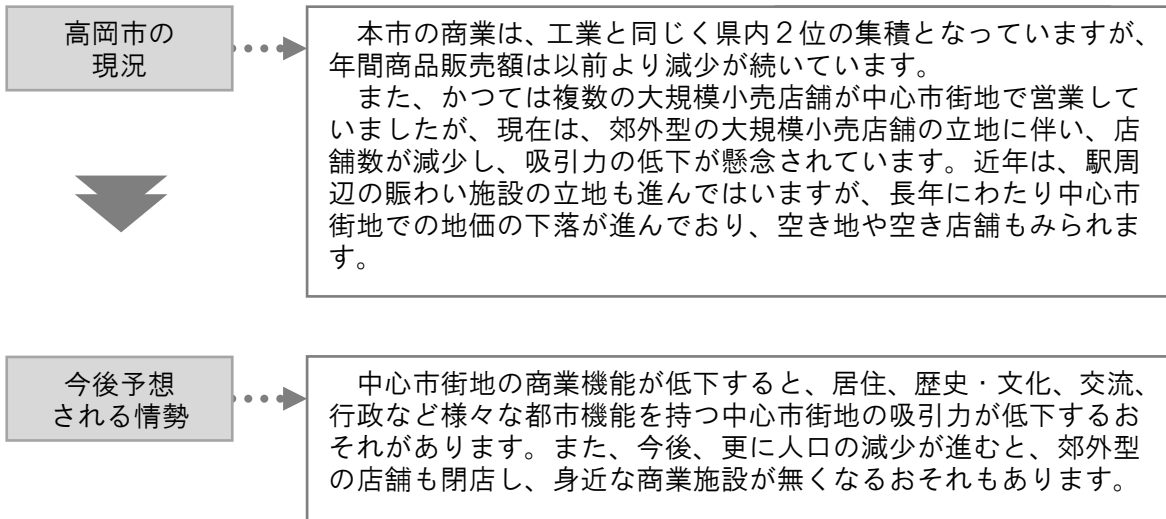 高岡市の
現況
　本市の商業は、工業と同じく県内２位の集積となっていますが、
年間商品販売額は以前より減少が続いています。
　また、かつては複数の大規模小売店舗が中心市街地で営業して
いましたが、現在は、郊外型の大規模小売店舗の立地に伴い、店
舗数が減少し、吸引力の低下が懸念されています。近年は、駅周
辺の賑わい施設の立地も進んではいますが、長年にわたり中心市
街地での地価の下落が進んでおり、空き地や空き店舗もみられま
す。
今後予想
される情勢
　中心市街地の商業機能が低下すると、居住、歴史・文化、交流、
行政など様々な都市機能を持つ中心市街地の吸引力が低下するお
それがあります。また、今後、更に人口の減少が進むと、郊外型
の店舗も閉店し、身近な商業施設が無くなるおそれもあります。